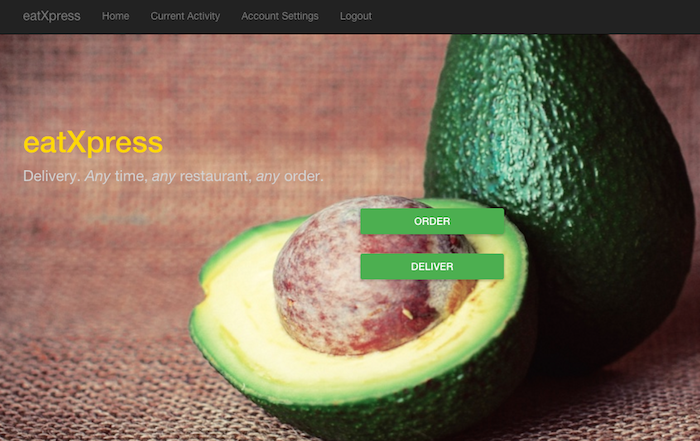 eatXpress Home Current Activity Account Settings Logout
eatXpress
Delivery. Any time, any restaurant, any order.
ORDER
DELIVER